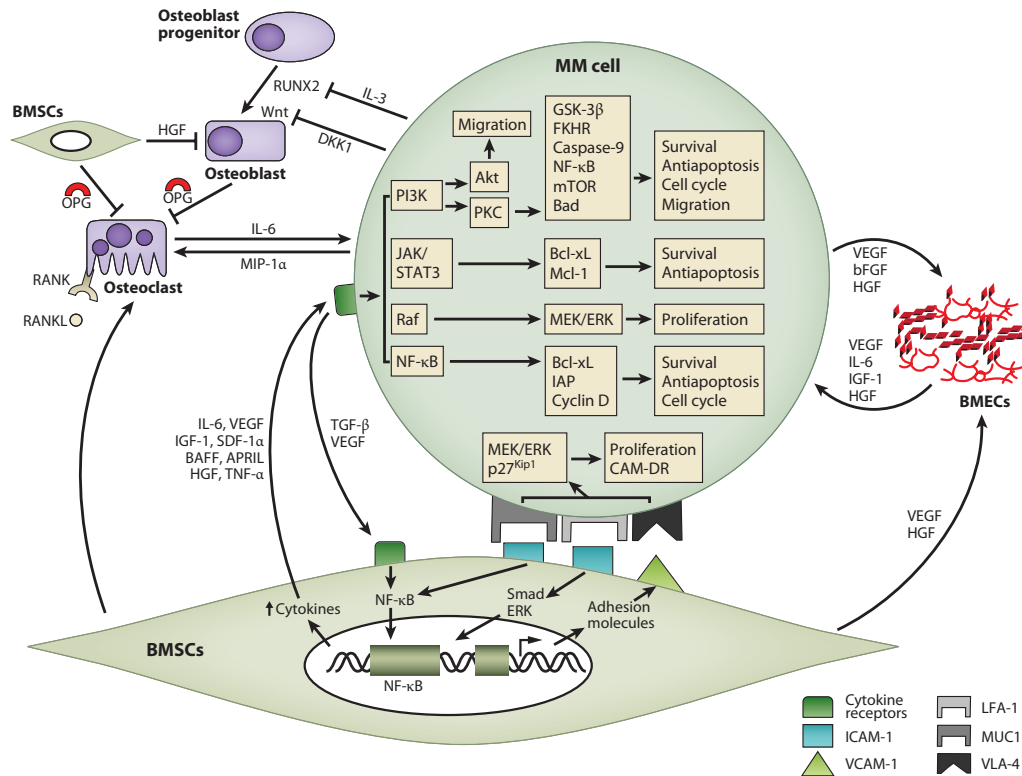 Osteoblast
progenitor
RUNX2
IL-3
Wnt
DKK1
BMSCs
HGF
Osteoblast
OPG
OPG
IL-6
MIP-1α
RANK
Osteoclast
RANKL
MM cell
Migration
Akt
PI3K
PKC
GSK-3β
FKHR
Caspase-9
NF-κB
mTOR
Bad
Survival
Antiapoptosis
Cell cycle
Migration
JAK/
STAT3
Bcl-xL
Mcl-1
Survival
Antiapoptosis
Raf
MEK/ERK
Proliferation
NF-κB
Bcl-xL
IAP
Cyclin D
Survival
Antiapoptosis
Cell cycle
MEK/ERK
p27Kip1
Proliferation
CAM-DR
VEGF
bFGF
HGF
VEGF
IL-6
IGF-1
HGF
BMECs
VEGF
HGF
IL-6, VEGF
IGF-1, SDF-1α
BAFF, APRIL
HGF, TNF-α
TGF-β
VEGF
Cytokines
NF-κB
Smad
ERK
Adhesion
molecules
BMSCs
NF-κB
Cytokine
receptors
ICAM-1
VCAM-1
LFA-1
MUC1
VLA-4